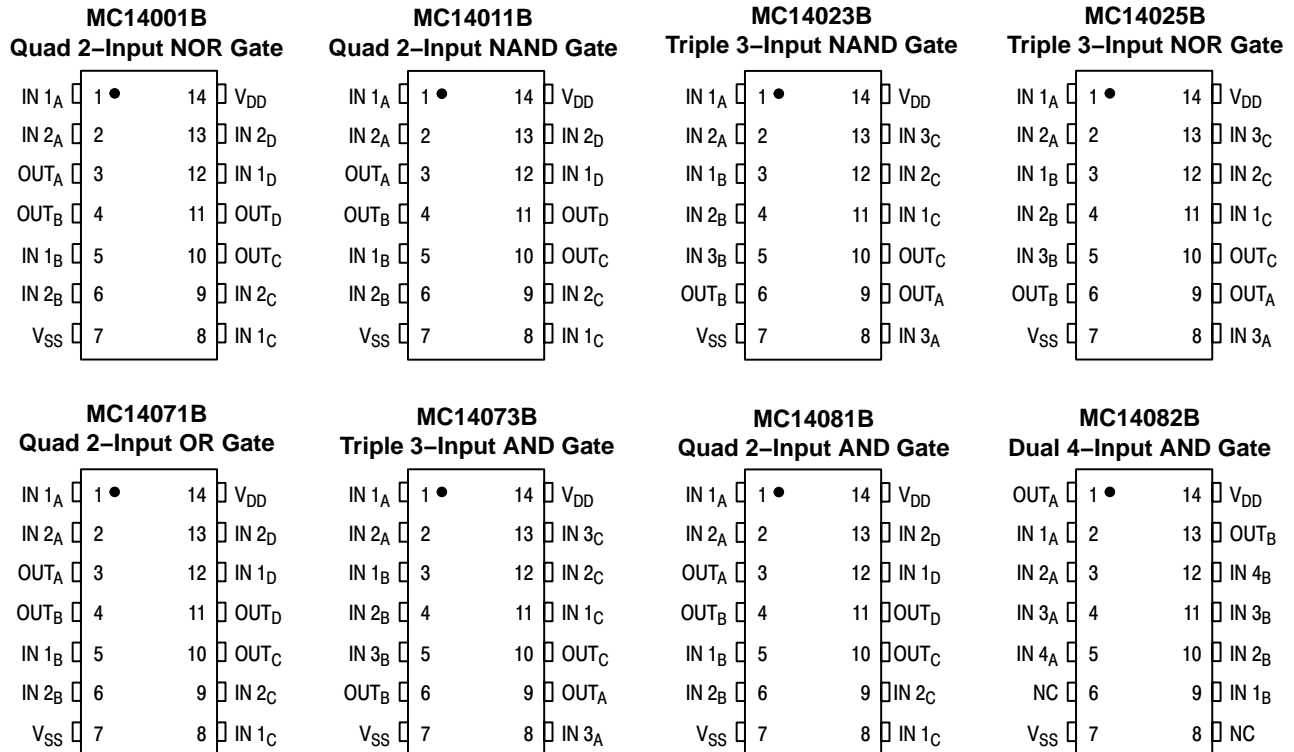 MC14001B
Quad 2–Input NOR Gate
IN 1A 1 14 VDD
IN 2A 2 13 IN 2D
OUTA 3 12 IN 1D
OUTB 4 11 OUTD
IN 1B 5 10 OUTC
IN 2B 6 9 IN 2C
VSS 7 8 IN 1C
MC14011B
Quad 2–Input NAND Gate
IN 1A 1 14 VDD
IN 2A 2 13 IN 2D
OUTA 3 12 IN 1D
OUTB 4 11 OUTD
IN 1B 5 10 OUTC
IN 2B 6 9 IN 2C
VSS 7 8 IN 1C
MC14023B
Triple 3–Input NAND Gate
IN 1A 1 14 VDD
IN 2A 2 13 IN 3C
IN 1B 3 12 IN 2C
IN 2B 4 11 IN 1C
IN 3B 5 10 OUTC
OUTB 6 9 OUTA
VSS 7 8 IN 3A
MC14025B
Triple 3–Input NOR Gate
IN 1A 1 14 VDD
IN 2A 2 13 IN 3C
IN 1B 3 12 IN 2C
IN 2B 4 11 IN 1C
IN 3B 5 10 OUTC
OUTB 6 9 OUTA
VSS 7 8 IN 3A
MC14071B
Quad 2–Input OR Gate
IN 1A 1 14 VDD
IN 2A 2 13 IN 2D
OUTA 3 12 IN 1D
OUTB 4 11 OUTD
IN 1B 5 10 OUTC
IN 2B 6 9 IN 2C
VSS 7 8 IN 1C
MC14073B
Triple 3–Input AND Gate
IN 1A 1 14 VDD
IN 2A 2 13 IN 3C
IN 1B 3 12 IN 2C
IN 2B 4 11 IN 1C
IN 3B 5 10 OUTC
OUTB 6 9 OUTA
VSS 7 8 IN 3A
MC14081B
Quad 2–Input AND Gate
IN 1A 1 14 VDD
IN 2A 2 13 IN 2D
OUTA 3 12 IN 1D
OUTB 4 11 OUTD
IN 1B 5 10 OUTC
IN 2B 6 9 IN 2C
VSS 7 8 IN 1C
MC14082B
Dual 4–Input AND Gate
OUTA 1 14 VDD
IN 1A 2 13 OUTB
IN 2A 3 12 IN 4B
IN 3A 4 11 IN 3B
IN 4A 5 10 IN 2B
NC 6 9 IN 1B
VSS 7 8 NC